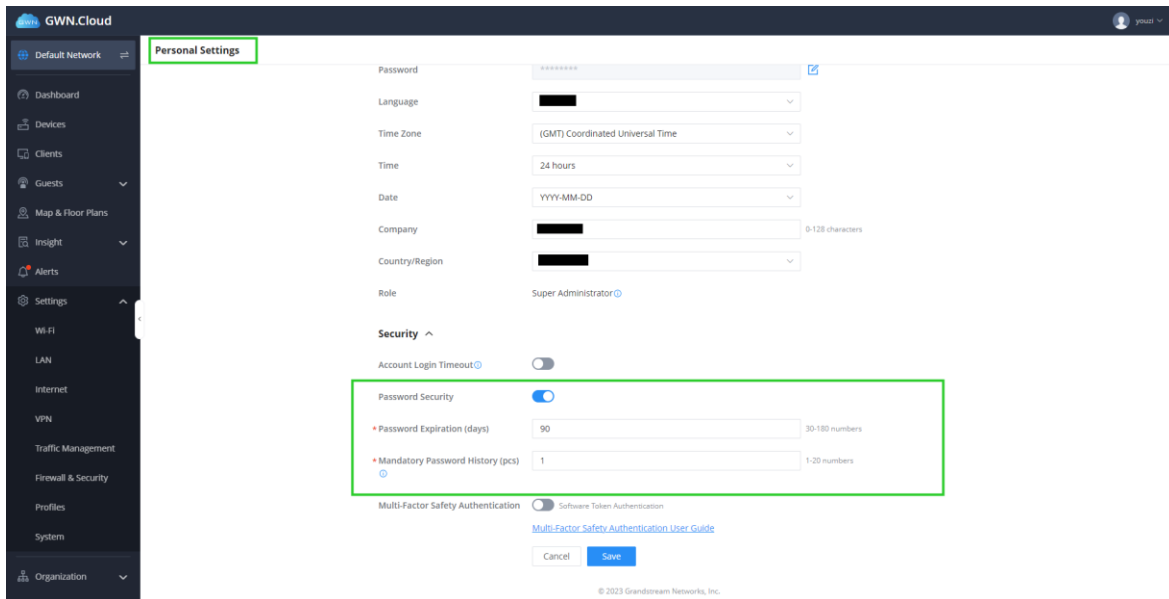 GWN GWN.Cloud
youzi
Default Network
Personal Settings
Dashboard
Devices
Clients
Guests
Map & Floor Plans
Insight
Alerts
Settings
Wi-Fi
LAN
Internet
VPN
Traffic Management
Firewall & Security
Profiles
System
Organization
Password ********
Language
Time Zone (GMT) Coordinated Universal Time
Time 24 hours
Date YYYY-MM-DD
Company 0-128 characters
Country/Region
Role Super Administrator
Security
Account Login Timeout
Password Security
* Password Expiration (days) 90 30-180 numbers
* Mandatory Password History (pcs) 1 1-20 numbers
Multi-Factor Safety Authentication Software Token Authentication
Multi-Factor Safety Authentication User Guide
Cancel Save
© 2023 Grandstream Networks, Inc.